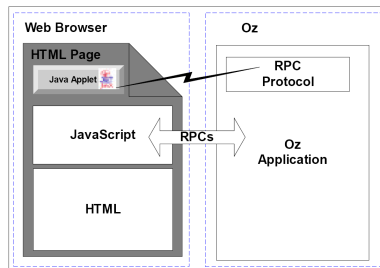 Web Browser
HTML Page
Java Applet
JavaScript
HTML
RPCs
Oz
RPC
Protocol
Oz
Application